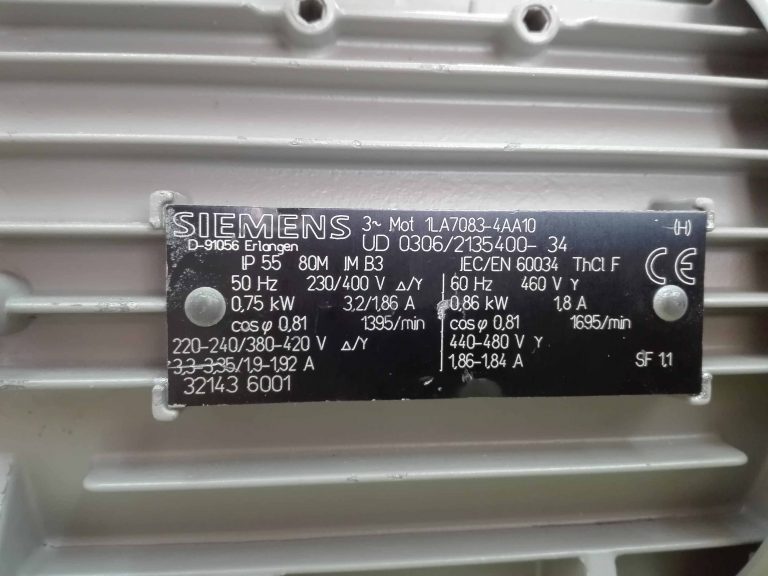 SIEMENS 3~ Mot 1LA7083-4AA10 (H)
D-91056 Erlangen UD 0306/2135400- 34
IP 55 80M IM B3 IEC/EN 60034 ThCl F
50 Hz 230/400 V △/Y 60 Hz 460 V Y
0,75 kW 3,2/1,86 A 0,86 kW 1,8 A
cos φ 0,81 1395/min cos φ 0,81 1695/min
220-240/380-420 V △/Y 440-480 V Y
3,3-3,35/1,9-1,92 A 1,86-1,84 A SF 1,1
32143 6001
CE